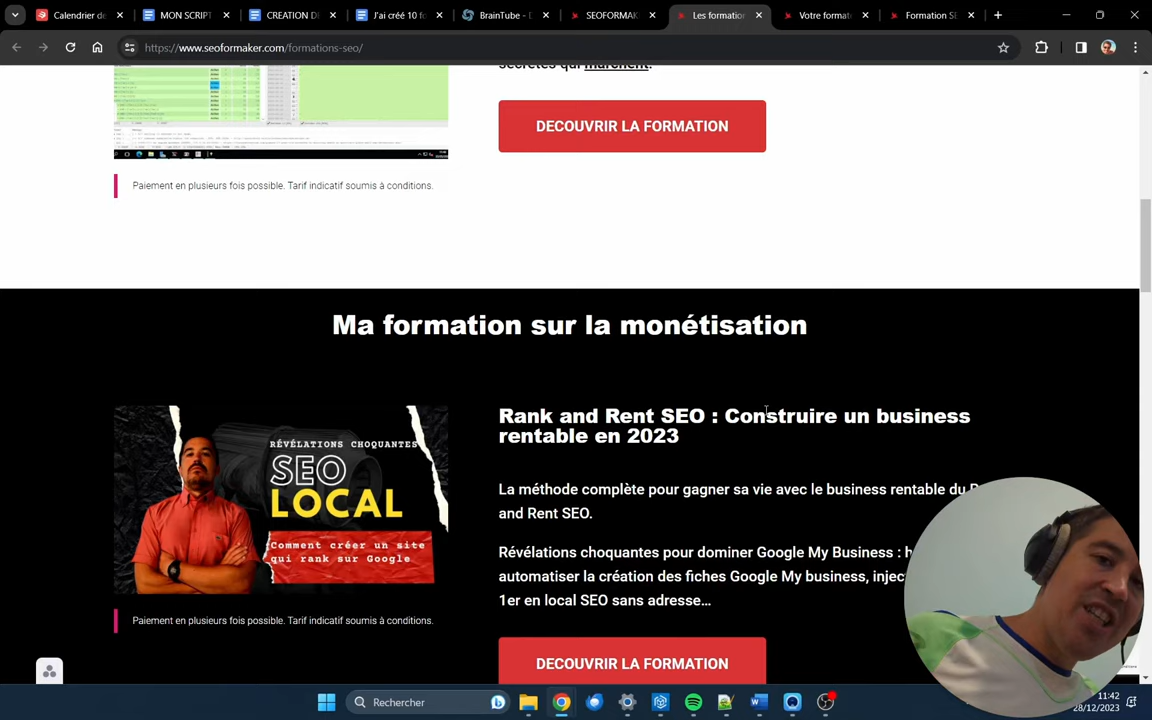 Calendrier de
MON SCRIPT
CREATION DE
J'ai créé 10 fo
BrainTube - D
SEOFORMAK
Les formation
Votre format
Formation SE
https://www.seoformaker.com/formations-seo/
secrètes qui marchent.
DECOUVRIR LA FORMATION
Paiement en plusieurs fois possible. Tarif indicatif soumis à conditions.
Ma formation sur la monétisation
RÉVÉLATIONS CHOQUANTES
SEO
LOCAL
Comment créer un site
qui rank sur Google
Paiement en plusieurs fois possible. Tarif indicatif soumis à conditions.
Rank and Rent SEO : Construire un business
rentable en 2023
La méthode complète pour gagner sa vie avec le business rentable du
and Rent SEO.
Révélations choquantes pour dominer Google My Business :
automatiser la création des fiches Google My business,
1er en local SEO sans adresse...
DECOUVRIR LA FORMATION
Rechercher
11:42
28/12/2023